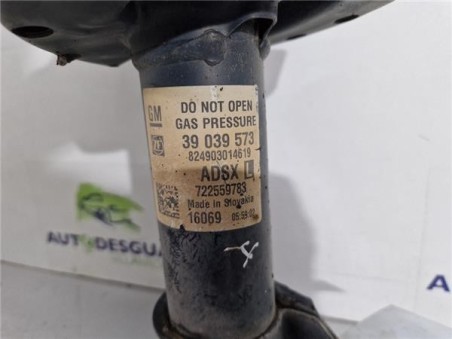 GM
DO NOT OPEN
GAS PRESSURE
39 039 573
824903014619
ADSX L
722559783
Made in Slovakia
16069
AUTODESGUA